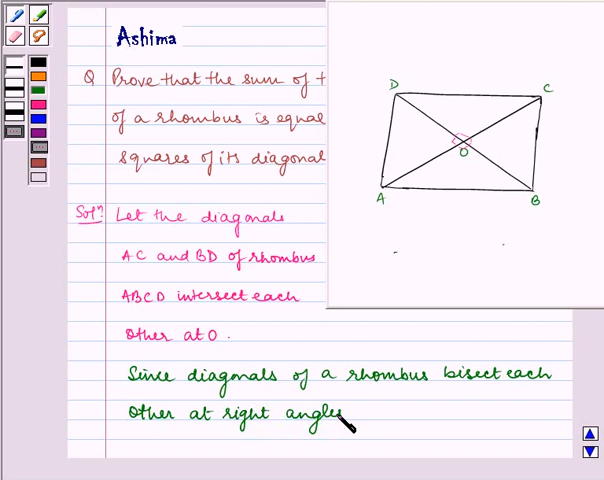 Ashima
Q Prove that the sum of t
of a rhombus is equal
squares of its diagonal
Solⁿ. Let the diagonals
AC and BD of rhombus
ABCD intersect each
Other at O.
Since diagonals of a rhombus bisect each
Other at right angles
D
C
O
A
B